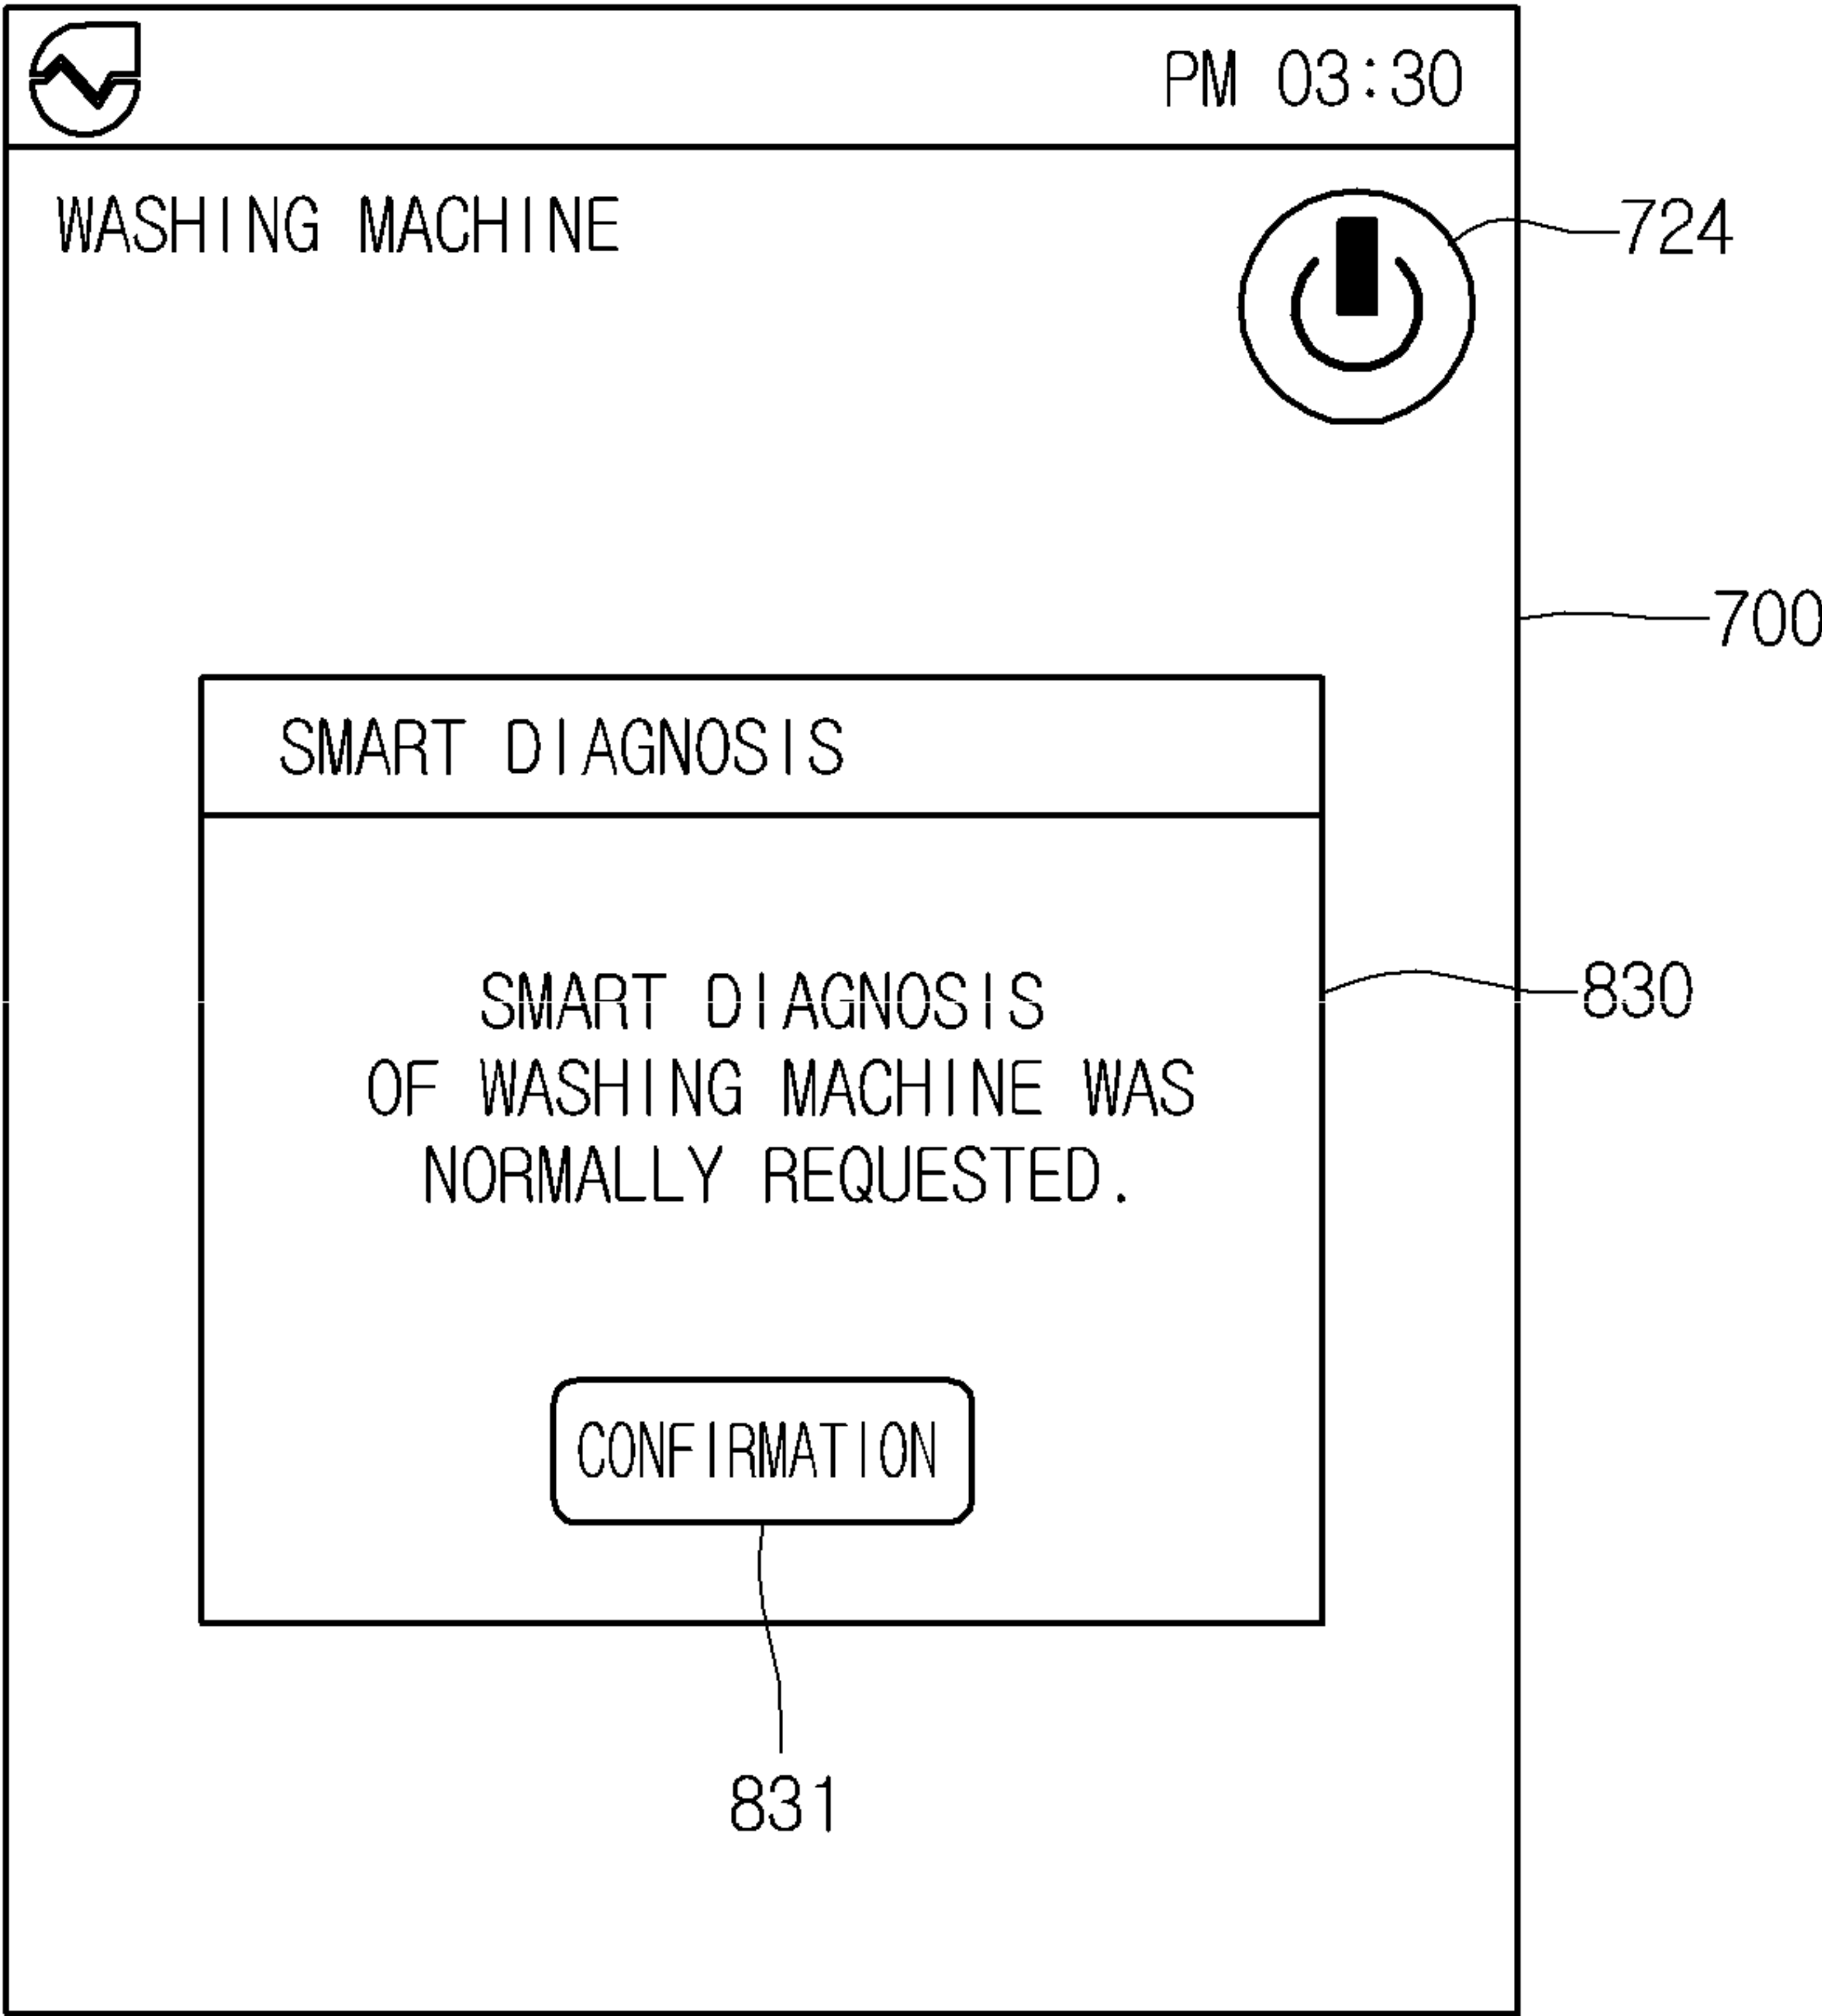 PM 03:30
WASHING MACHINE
724
700
SMART DIAGNOSIS
SMART DIAGNOSIS
830
OF WASHING MACHINE WAS
NORMALLY REQUESTED.
CONFIRMATION
831